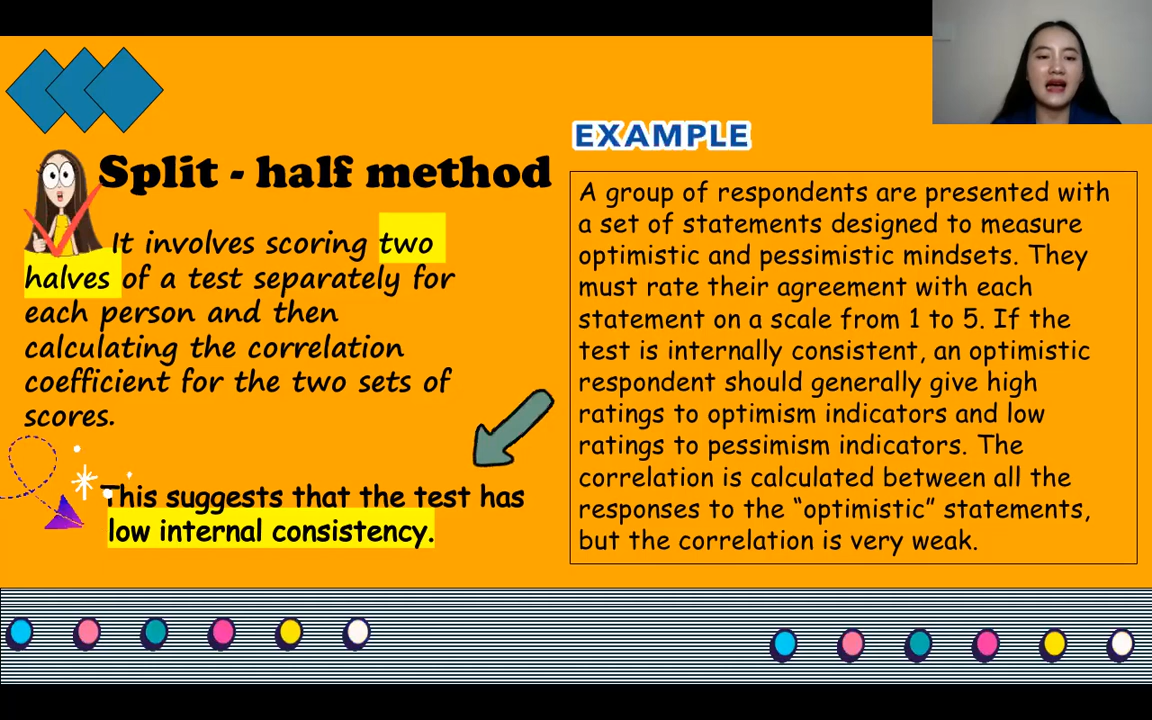 Split - half method
It involves scoring two
halves of a test separately for
each person and then
calculating the correlation
coefficient for the two sets of
scores.
This suggests that the test has
low internal consistency.
EXAMPLE
A group of respondents are presented with
a set of statements designed to measure
optimistic and pessimistic mindsets. They
must rate their agreement with each
statement on a scale from 1 to 5. If the
test is internally consistent, an optimistic
respondent should generally give high
ratings to optimism indicators and low
ratings to pessimism indicators. The
correlation is calculated between all the
responses to the “optimistic” statements,
but the correlation is very weak.